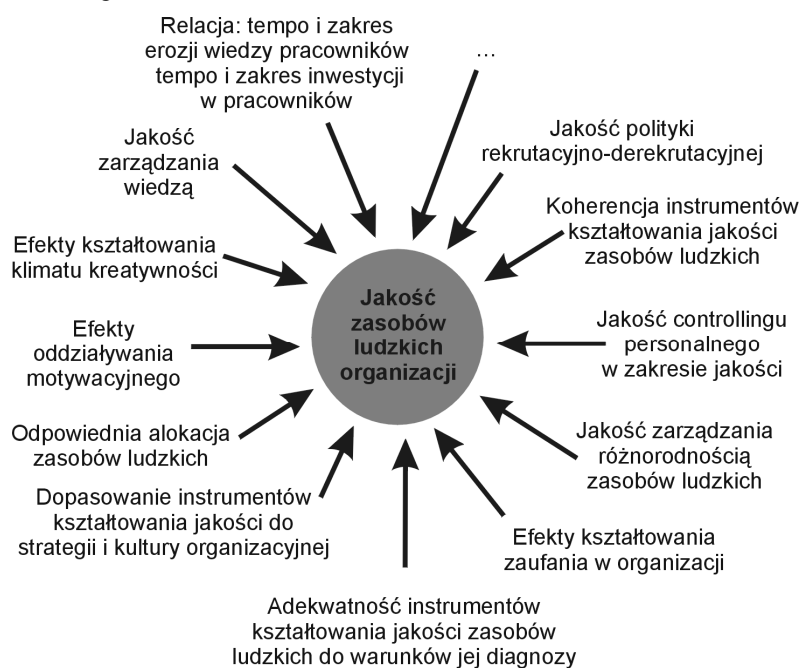 Relacja: tempo i zakres
erozji wiedzy pracowników
tempo i zakres inwestycji
w pracowników
...
Jakość polityki
rekrutacyjno-derekrutacyjnej
Koherencja instrumentów
kształtowania jakości
zasobów ludzkich
Jakość controllingu
personalnego
w zakresie jakości
Jakość zarządzania
różnorodnością
zasobów ludzkich
Efekty kształtowania
zaufania w organizacji
Adekwatność instrumentów
kształtowania jakości zasobów
ludzkich do warunków jej diagnozy
Dopasowanie instrumentów
kształtowania jakości do
strategii i kultury organizacyjnej
Odpowiednia alokacja
zasobów ludzkich
Efekty
oddziaływania
motywacyjnego
Efekty kształtowania
klimatu kreatywności
Jakość
zarządzania
wiedzą
Jakość
zasobów
ludzkich
organizacji